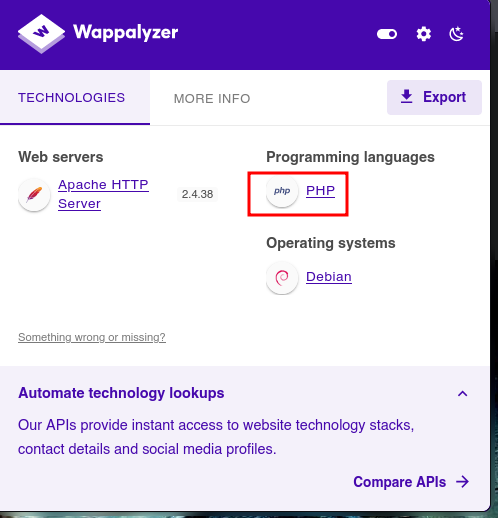 Wappalyzer
TECHNOLOGIES
MORE INFO
Export
Web servers
Apache HTTP
Server
2.4.38
Programming languages
php
PHP
Operating systems
Debian
Something wrong or missing?
Automate technology lookups
Our APIs provide instant access to website technology stacks,
contact details and social media profiles.
Compare APIs